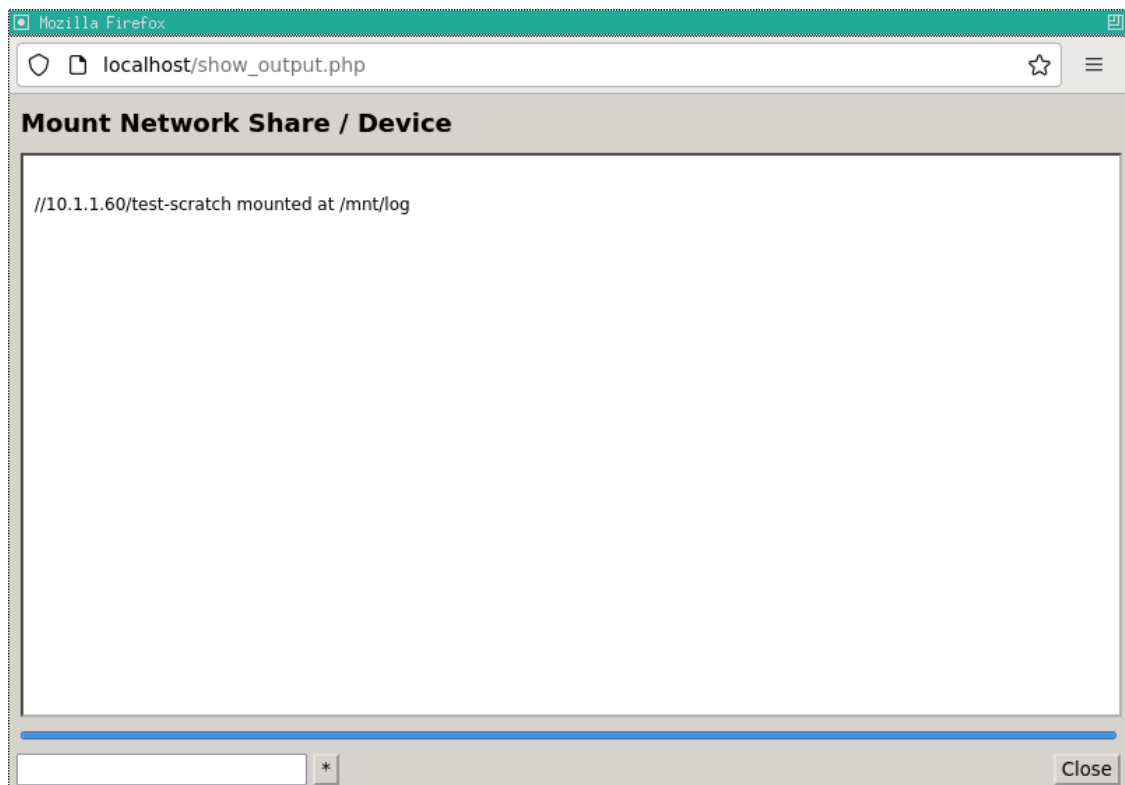 Mozilla Firefox
localhost/show_output.php
Mount Network Share / Device
//10.1.1.60/test-scratch mounted at /mnt/log
*
Close